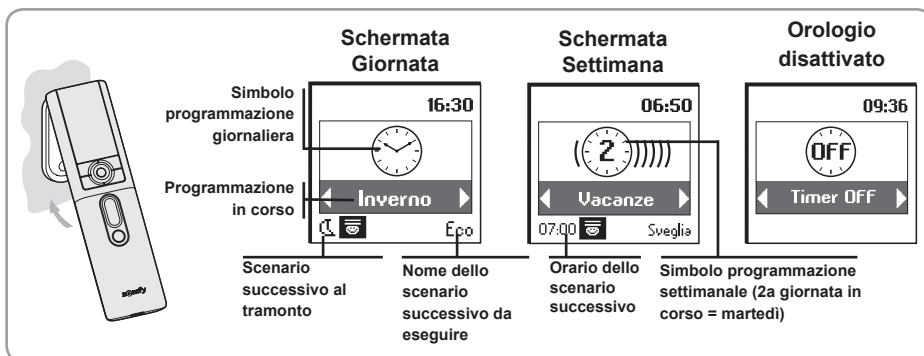 Schermata
Giornata
Schermata
Settimana
Orologio
disattivato
Simbolo
programmazione
giornaliera
Programmazione
in corso
16:30
Inverno
Eco
06:50
2
Vacanze
07:00
Sveglia
09:36
OFF
Timer OFF
Scenario
successivo al
tramonto
Nome dello
scenario
successivo da
eseguire
Orario dello
scenario
successivo
Simbolo programmazione
settimanale (2a giornata in
corso = martedì)
somfy